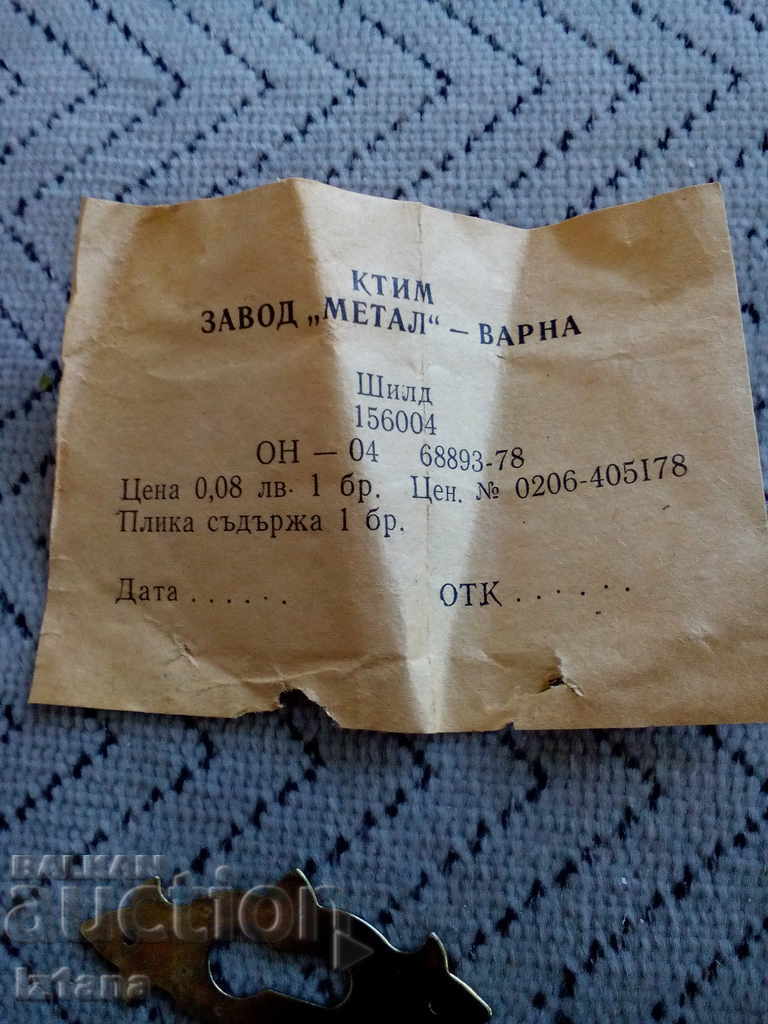 КТИМ
ЗАВОД „МЕТАЛ“ — ВАРНА
Шилд
156004
ОН — 04 68893-78
Цена 0,08 лв. 1 бр. Цен. № 0206-405178
Плика съдържа 1 бр.
Дата ...... ОТК ......
BALKAN
auction
iztana